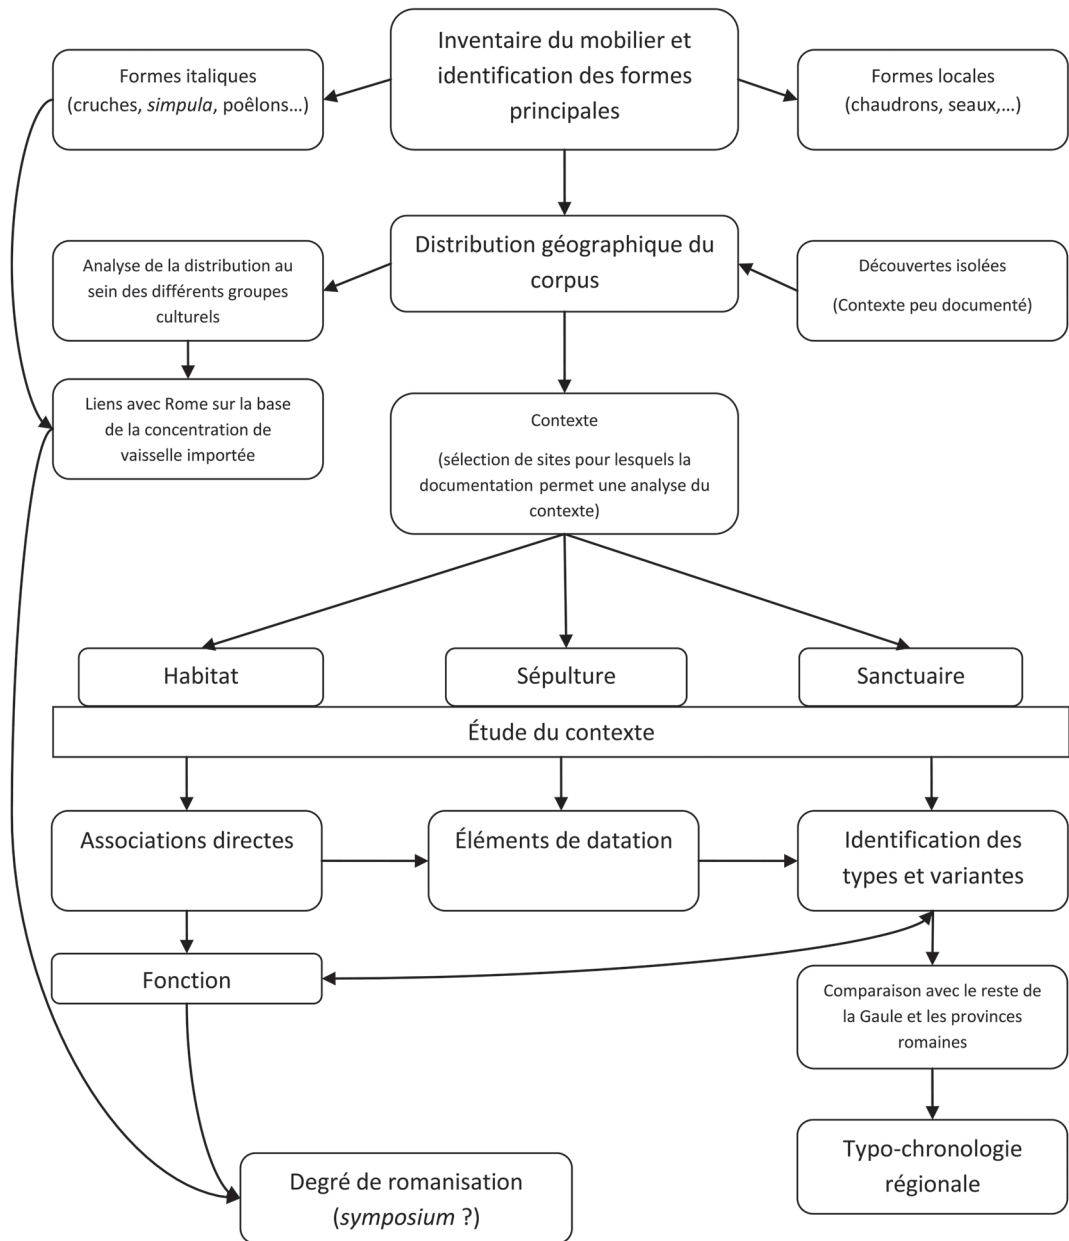 Inventaire du mobilier et
identification des formes
principales
Formes italiques
(cruches, simpula, poêlons…)
Formes locales
(chaudrons, seaux,…)
Distribution géographique du
corpus
Analyse de la distribution au
sein des différents groupes
culturels
Découvertes isolées
(Contexte peu documenté)
Liens avec Rome sur la base
de la concentration de
vaisselle importée
Contexte
(sélection de sites pour lesquels la
documentation permet une analyse du
contexte)
Habitat
Sépulture
Sanctuaire
Étude du contexte
Associations directes
Éléments de datation
Identification des
types et variantes
Fonction
Comparaison avec le reste de
la Gaule et les provinces
romaines
Typo-chronologie
régionale
Degré de romanisation
(symposium ?)